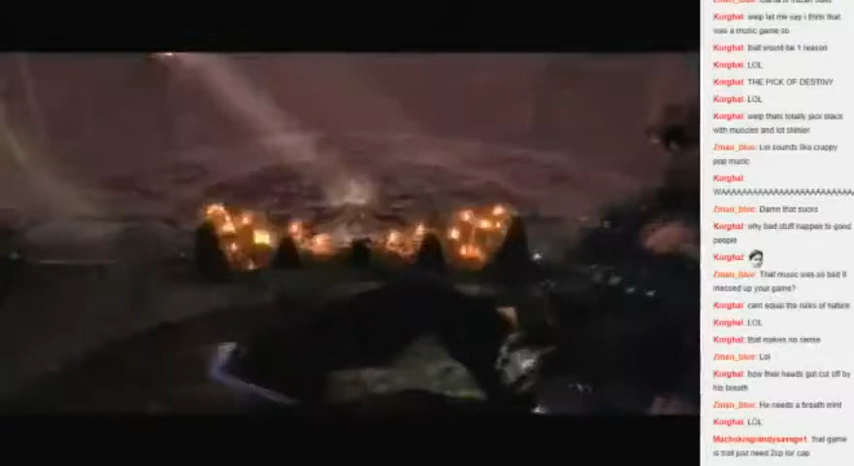 Korghal: welp let me say i think that
was a music game so
Korghal: that would be 1 reason
Korghal: LOL
Korghal: THE PICK OF DESTINY
Korghal: LOL
Korghal: welp thats totally jack black
with muscles and lot slimier
Zman_blue: Lol sounds like crappy
pop music
Korghal:
Zman_blue: Damn that sucks
Korghal: why bad stuff happen to good
people
Korghal:
Zman_blue: That music was so bad it
messed up your game?
Korghal: cant equal the rules of nature
Korghal: LOL
Korghal: that makes no sense
Zman_blue: Lol
Korghal: how their heads got cut off by
his breath
Zman_blue: He needs a breath mint
Korghal: LOL
that game
is trail just need 2cp for cap